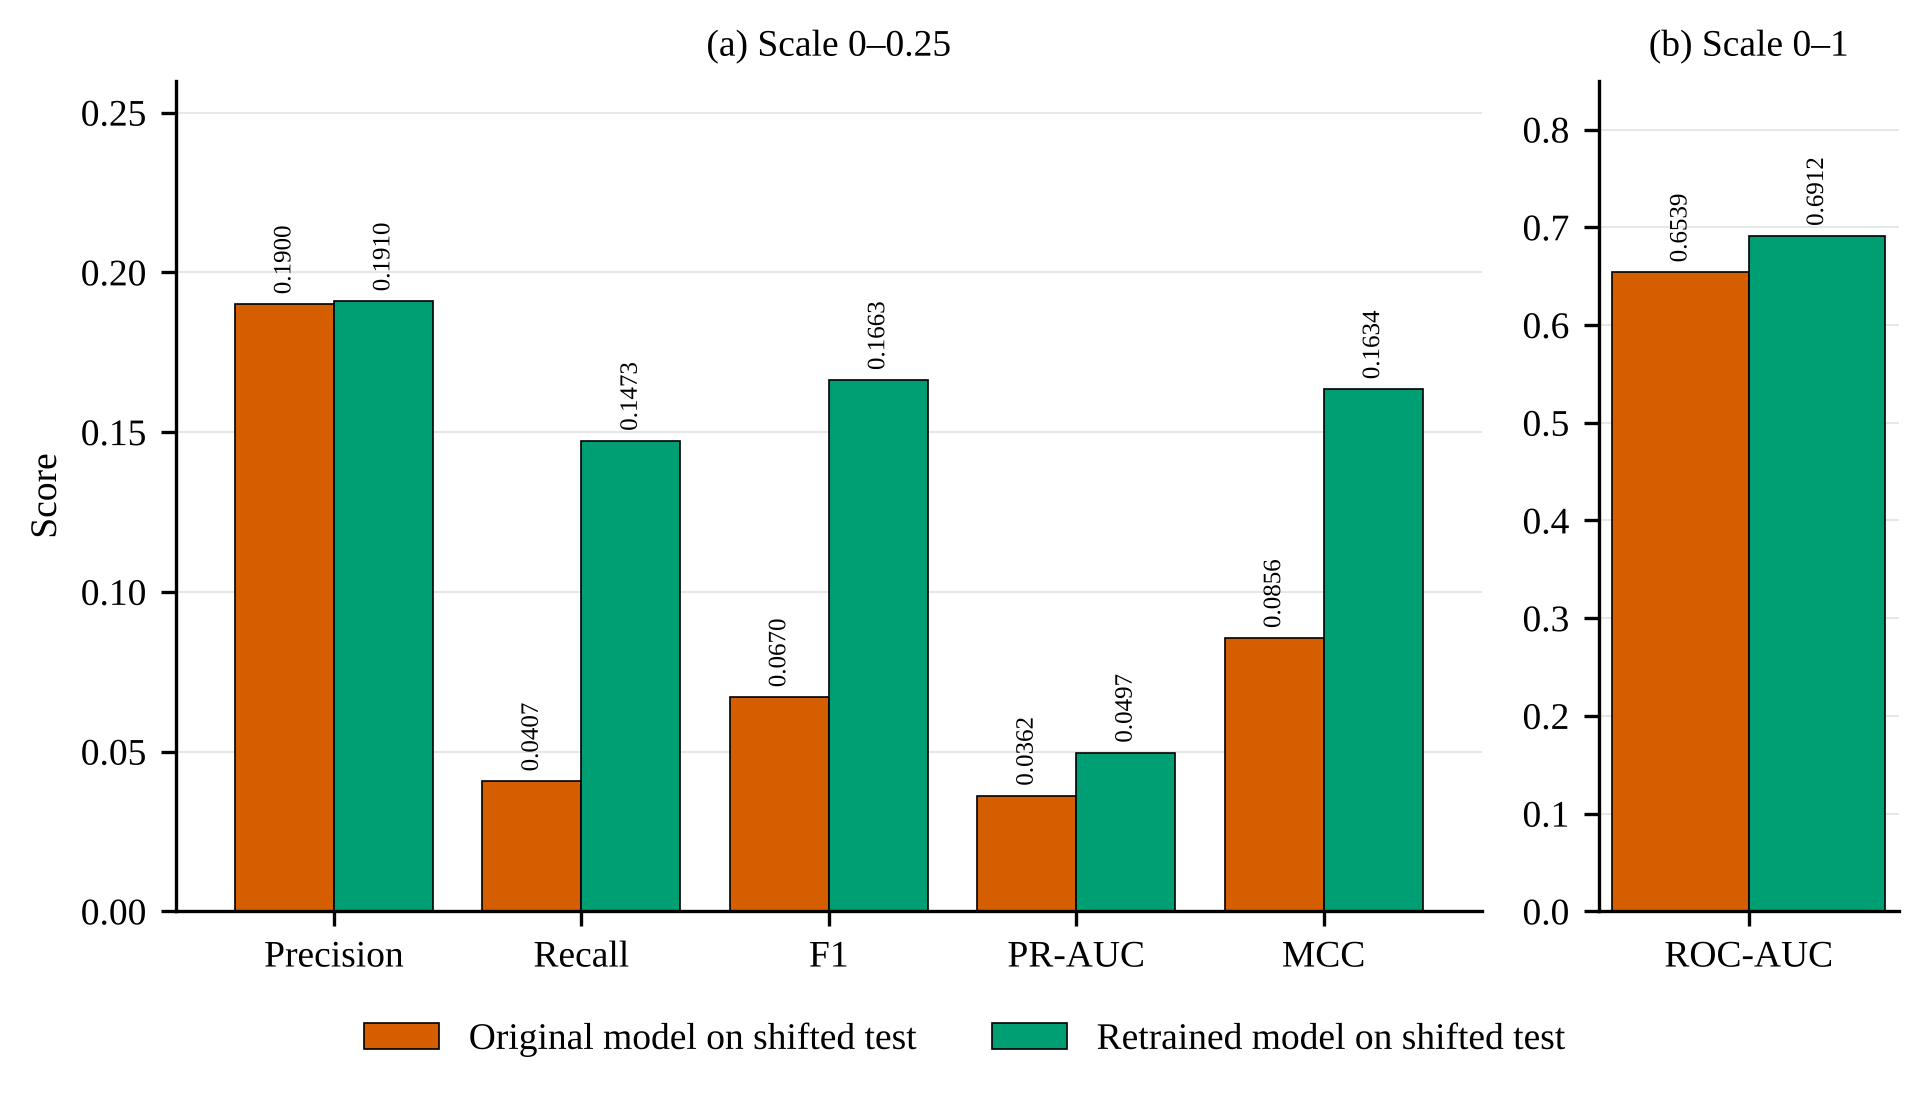 (a) Scale 0–0.25
(b) Scale 0–1
Score
0.25
0.20
0.15
0.10
0.05
0.00
0.1900
0.1910
0.0407
0.1473
0.0670
0.1663
0.0362
0.0497
0.0856
0.1634
Precision
Recall
F1
PR-AUC
MCC
0.8
0.7
0.6
0.5
0.4
0.3
0.2
0.1
0.0
0.6539
0.6912
ROC-AUC
Original model on shifted test
Retrained model on shifted test